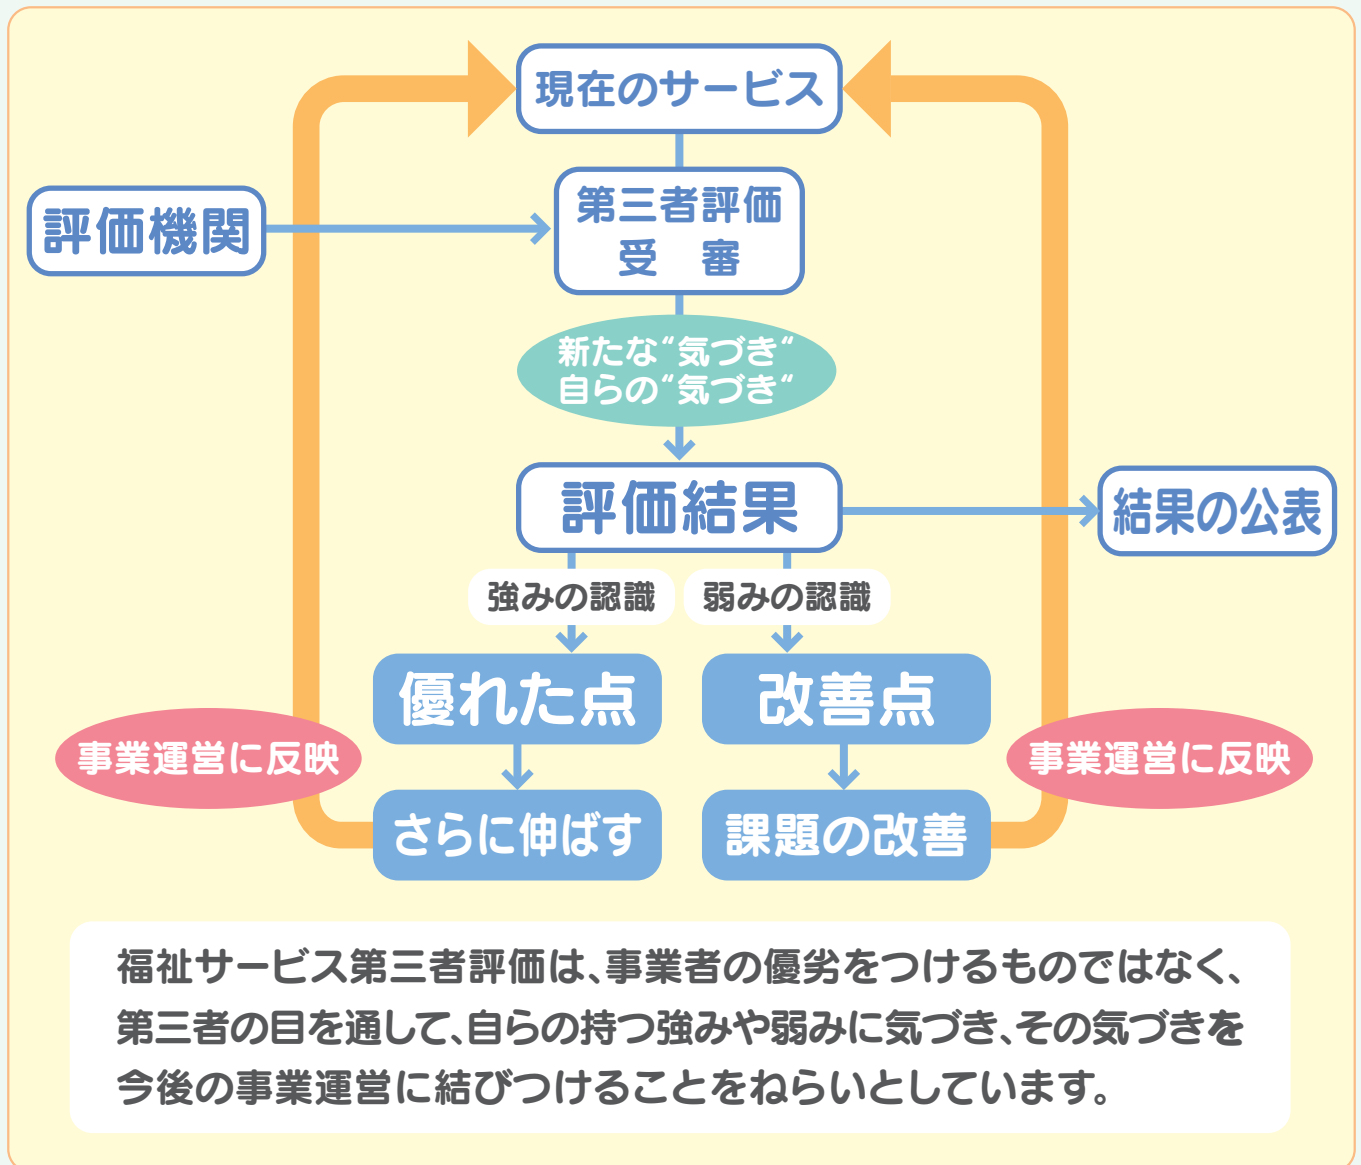 現在のサービス
評価機関
第三者評価
受　審
新たな“気づき“
自らの“気づき“
評価結果
結果の公表
強みの認識
弱みの認識
優れた点
改善点
事業運営に反映
事業運営に反映
さらに伸ばす
課題の改善
福祉サービス第三者評価は、事業者の優劣をつけるものではなく、
第三者の目を通して、自らの持つ強みや弱みに気づき、その気づきを
今後の事業運営に結びつけることをねらいとしています。